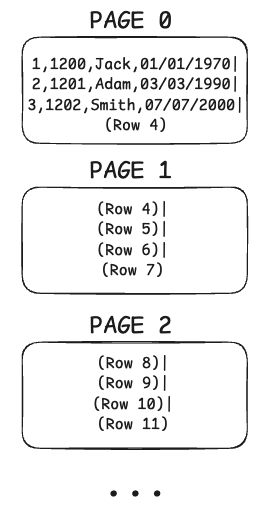 PAGE 0
1,1200,Jack,01/01/1970|
2,1201,Adam,03/03/1990|
3,1202,Smith,07/07/2000|
(Row 4)
PAGE 1
(Row 4)|
(Row 5)|
(Row 6)|
(Row 7)
PAGE 2
(Row 8)|
(Row 9)|
(Row 10)|
(Row 11)
...